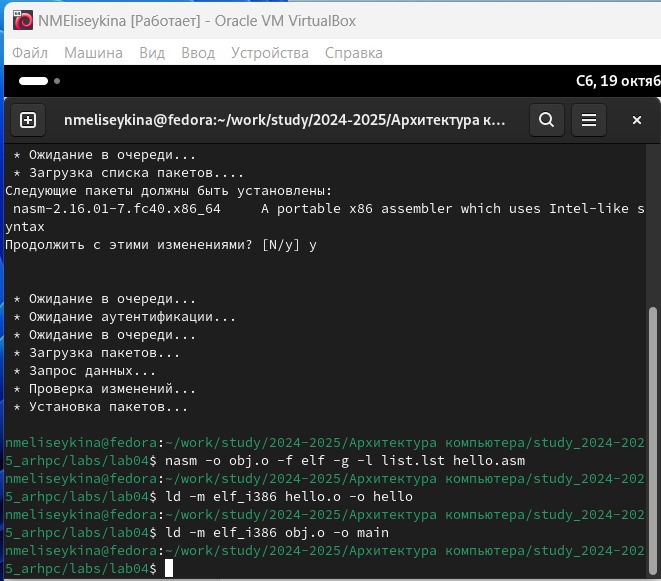 NMEliseykina [Работает] - Oracle VM VirtualBox
Файл Машина Вид Ввод Устройства Справка
Сб, 19 октяб
nmeliseykina@fedora:~/work/study/2024-2025/Архитектура к...
* Ожидание в очереди...
* Загрузка списка пакетов....
Следующие пакеты должны быть установлены:
nasm-2.16.01-7.fc40.x86_64 A portable x86 assembler which uses Intel-like s
yntax
Продолжить с этими изменениями? [N/y] y
* Ожидание в очереди...
* Ожидание аутентификации...
* Ожидание в очереди...
* Загрузка пакетов...
* Запрос данных...
* Проверка изменений...
* Установка пакетов...
nmeliseykina@fedora:~/work/study/2024-2025/Архитектура компьютера/study_2024-202
5_arhpc/labs/lab04$ nasm -o obj.o -f elf -g -l list.lst hello.asm
nmeliseykina@fedora:~/work/study/2024-2025/Архитектура компьютера/study_2024-202
5_arhpc/labs/lab04$ ld -m elf_i386 hello.o -o hello
nmeliseykina@fedora:~/work/study/2024-2025/Архитектура компьютера/study_2024-202
5_arhpc/labs/lab04$ ld -m elf_i386 obj.o -o main
nmeliseykina@fedora:~/work/study/2024-2025/Архитектура компьютера/study_2024-202
5_arhpc/labs/lab04$